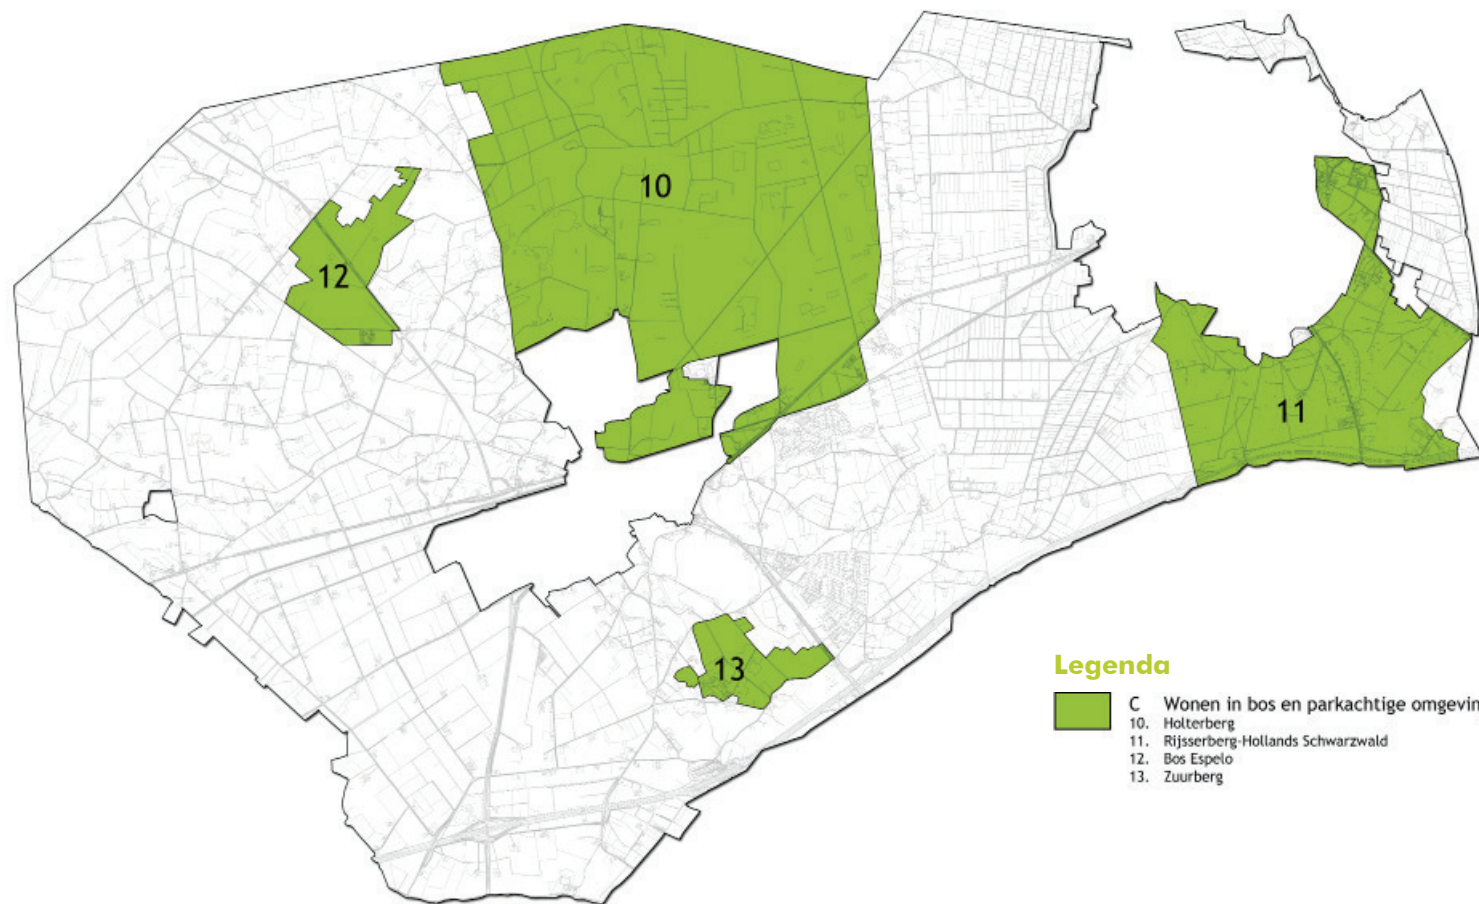 10
12
11
13
Legenda
C Wonen in bos en parkachtige omgevin
10. Holterberg
11. Rijsserberg-Hollands Schwarzwald
12. Bos Espelo
13. Zuurberg